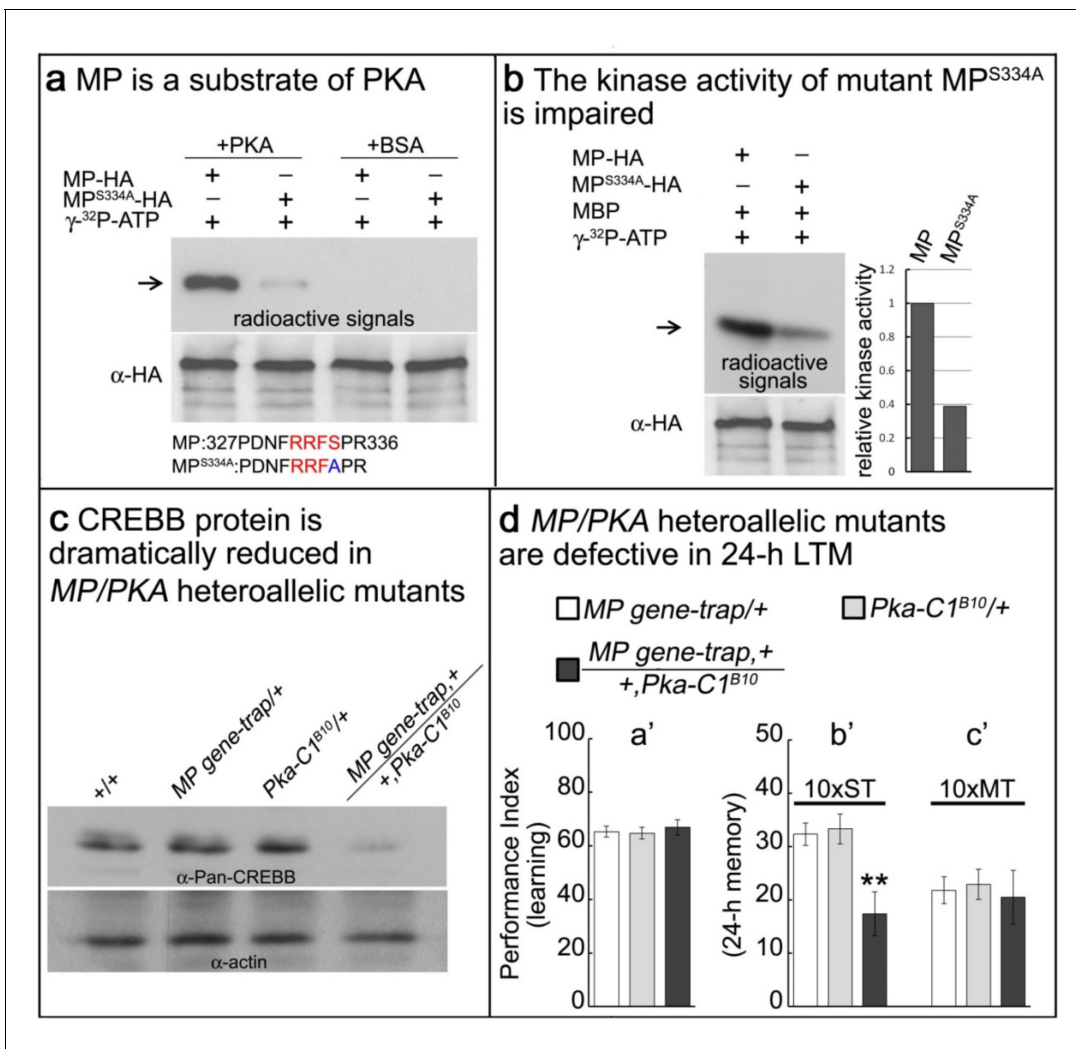 a MP is a substrate of PKA
+PKA +BSA
MP-HA + − + −
MPS334A-HA − + − +
γ-32P-ATP + + + +
radioactive signals
α-HA
MP:327PDNFRRFSPR336
MPS334A:PDNFRRFAPR
b The kinase activity of mutant MPS334A
is impaired
MP-HA + −
MPS334A-HA − +
MBP + +
γ-32P-ATP + +
radioactive
signals
α-HA
MP
MPS334A
relative kinase activity
1.2
1
0.8
0.6
0.4
0.2
0
c CREBB protein is
dramatically reduced in
MP/PKA heteroallelic mutants
+/+
MP gene-trap/+
Pka-C1B10/+
MP gene-trap,+
+,Pka-C1B10
α-Pan-CREBB
α-actin
d MP/PKA heteroallelic mutants
are defective in 24-h LTM
MP gene-trap/+ Pka-C1B10/+
MP gene-trap,+
+,Pka-C1B10
a’
Performance Index
(learning)
100
80
60
40
20
0
b’ c’
10xST 10xMT
(24-h memory)
50
40
30
20
10
0
**